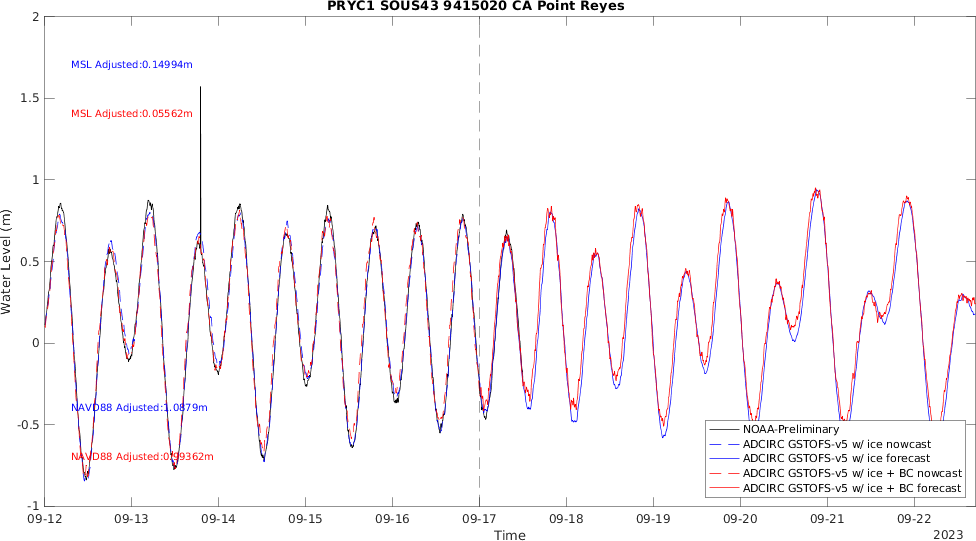 PRYC1 SOUS43 9415020 CA Point Reyes
2
1.5
1
0.5
0
-0.5
-1
Water Level (m)
MSL Adjusted:0.14994m
MSL Adjusted:0.05562m
NAVD88 Adjusted:1.0879m
NAVD88 Adjusted:0.99362m
NOAA-Preliminary
ADCIRC GSTOFS-v5 w/ ice nowcast
ADCIRC GSTOFS-v5 w/ ice forecast
ADCIRC GSTOFS-v5 w/ ice + BC nowcast
ADCIRC GSTOFS-v5 w/ ice + BC forecast
09-12 09-13 09-14 09-15 09-16 09-17 09-18 09-19 09-20 09-21 09-22
Time
2023